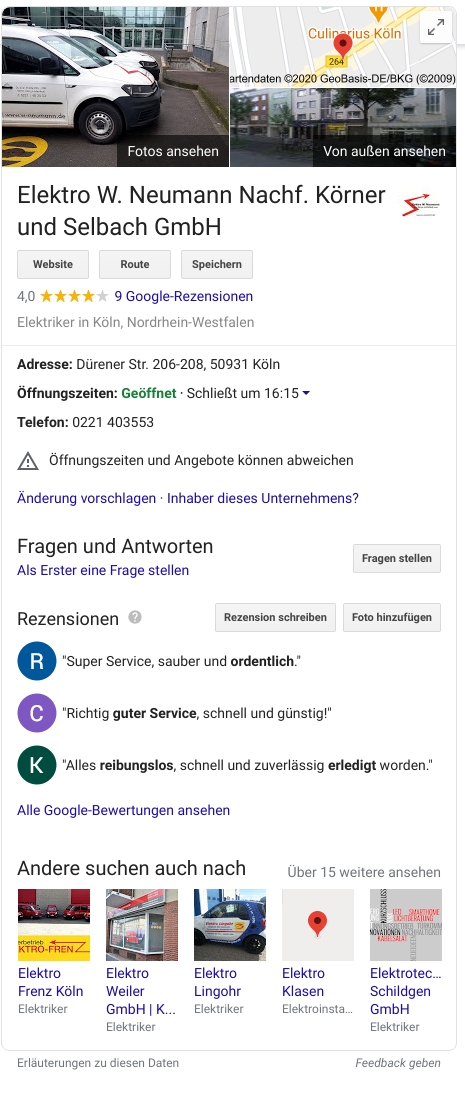 Culinarius Köln
264
artendaten ©2020 GeoBasis-DE/BKG (©2009)
Fotos ansehen
Von außen ansehen
Elektro W. Neumann Nachf. Körner
und Selbach GmbH
Website
Route
Speichern
4,0 9 Google-Rezensionen
Elektriker in Köln, Nordrhein-Westfalen
Adresse: Dürener Str. 206-208, 50931 Köln
Öffnungszeiten: Geöffnet · Schließt um 16:15
Telefon: 0221 403553
Öffnungszeiten und Angebote können abweichen
Änderung vorschlagen · Inhaber dieses Unternehmens?
Fragen und Antworten
Fragen stellen
Als Erster eine Frage stellen
Rezensionen ?
Rezension schreiben
Foto hinzufügen
R
"Super Service, sauber und ordentlich."
C
"Richtig guter Service, schnell und günstig!"
K
"Alles reibungslos, schnell und zuverlässig erledigt worden."
Alle Google-Bewertungen ansehen
Andere suchen auch nach
Über 15 weitere ansehen
Elektro
Frenz Köln
Elektriker
Elektro
Weiler
GmbH | K...
Elektriker
Elektro
Lingohr
Elektriker
Elektro
Klasen
Elektroinsta...
Elektrotec...
Schildgen
GmbH
Elektriker
Erläuterungen zu diesen Daten
Feedback geben